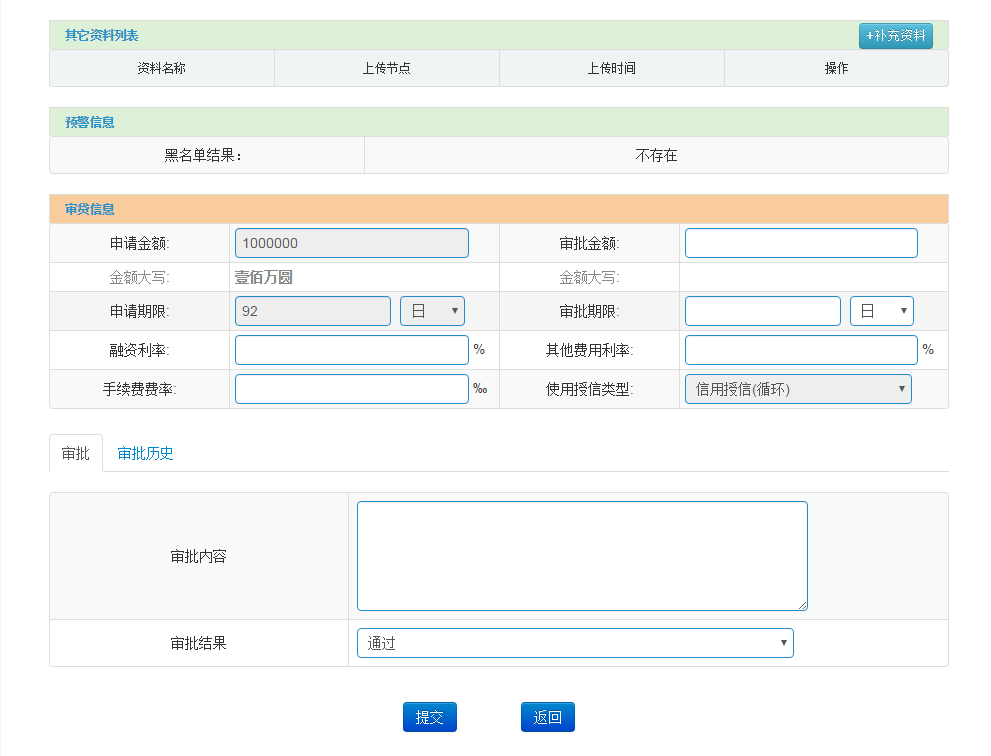 其它资料列表 +补充资料
资料名称 上传节点 上传时间 操作
预警信息
黑名单结果： 不存在
审贷信息
申请金额: 1000000 审批金额:
金额大写: 壹佰万圆 金额大写:
申请期限: 92 日 审批期限: 日
融资利率: % 其他费用利率: %
手续费费率: ‰ 使用授信类型: 信用授信(循环)
审批 审批历史
审批内容
审批结果 通过
提交 返回